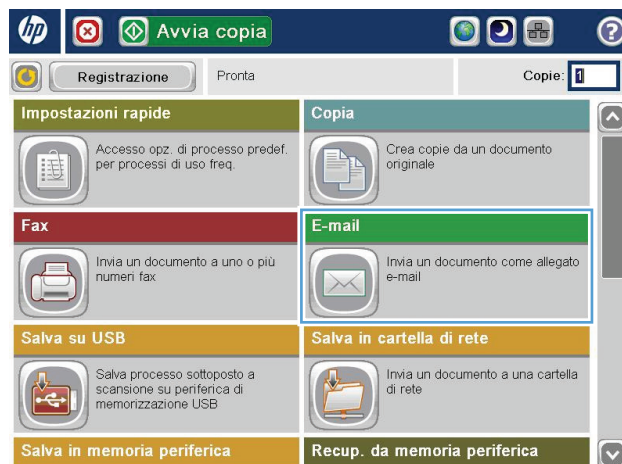 hp
Avvia copia
?
Registrazione
Pronta
Copie: 1
Impostazioni rapide
Copia
Accesso opz. di processo predef.
per processi di uso freq.
Crea copie da un documento
originale
Fax
E-mail
Invia un documento a uno o più
numeri fax
Invia un documento come allegato
e-mail
Salva su USB
Salva in cartella di rete
Salva processo sottoposto a
scansione su periferica di
memorizzazione USB
Invia un documento a una cartella
di rete
Salva in memoria periferica
Recup. da memoria periferica